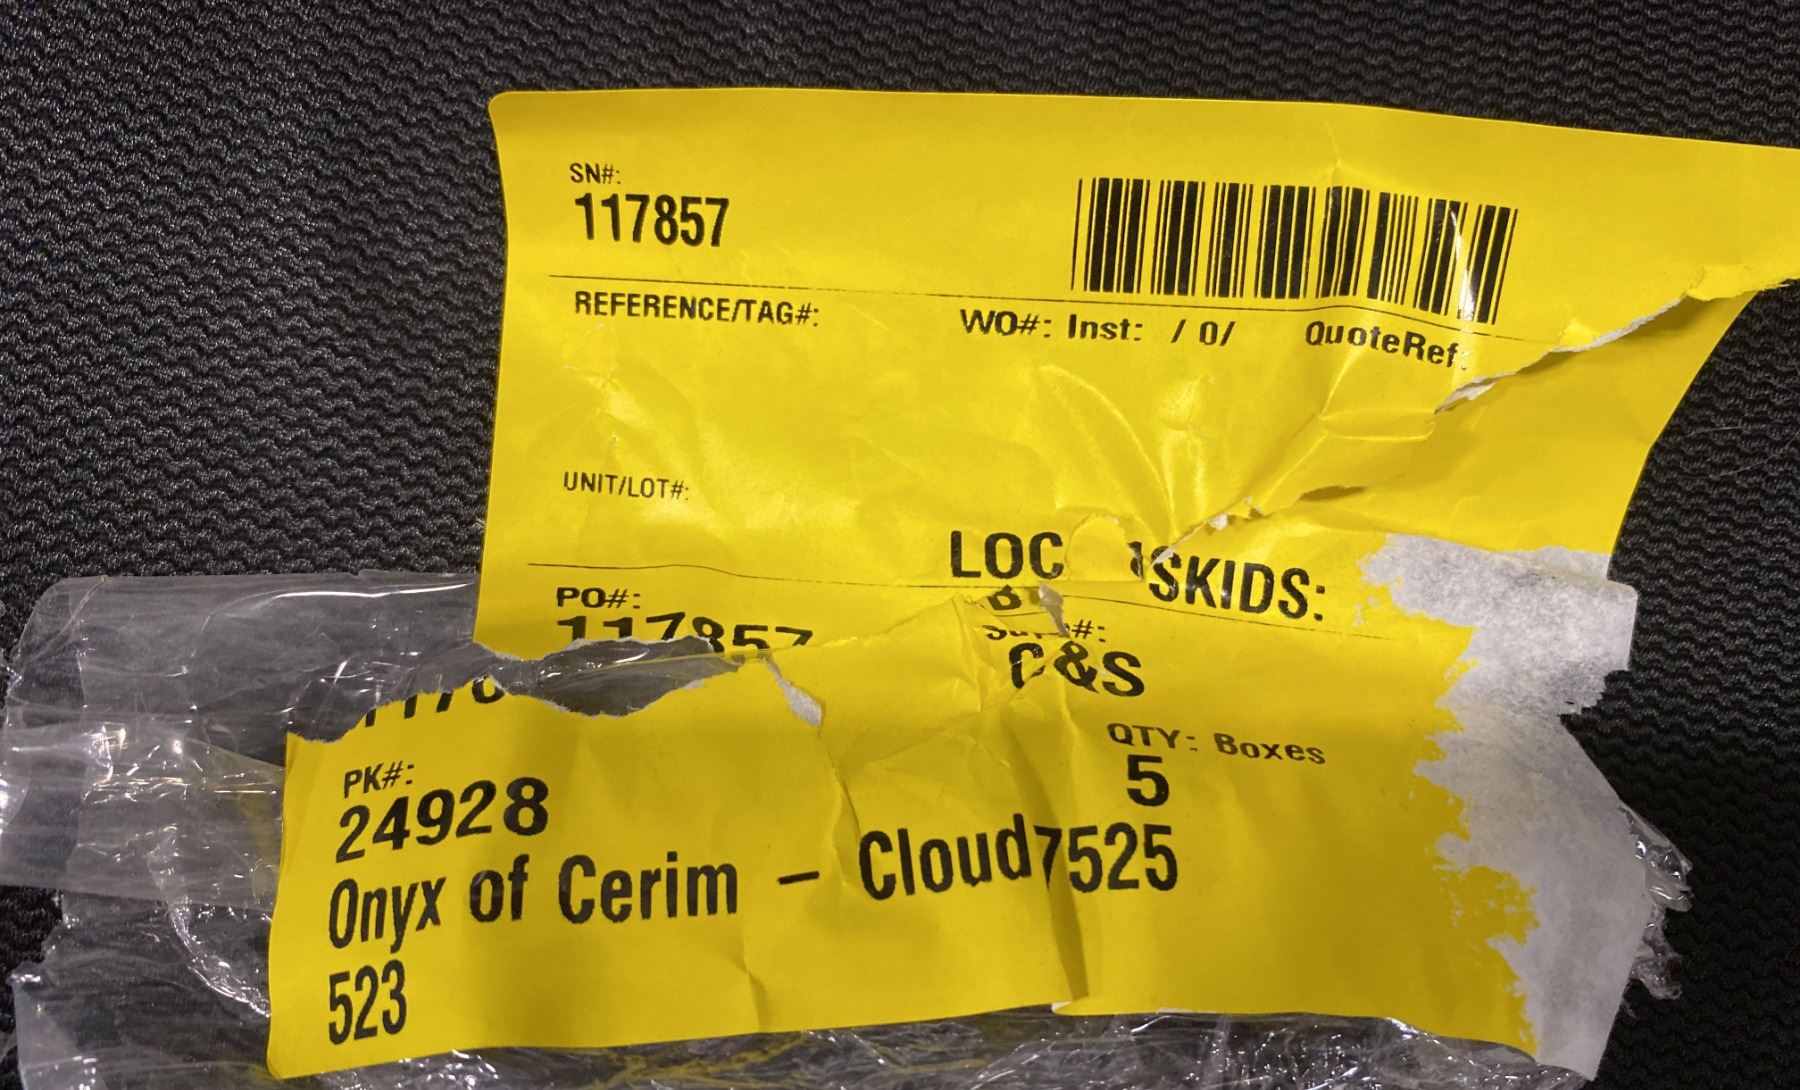 SN#:
117857
REFERENCE/TAG#:
WO#: Inst: / 0/ QuoteRef:
UNIT/LOT#:
SKIDS:
PO#:
117857
#:
C&S
QTY: Boxes
5
PK#:
24928
Onyx of Cerim – Cloud7525
523